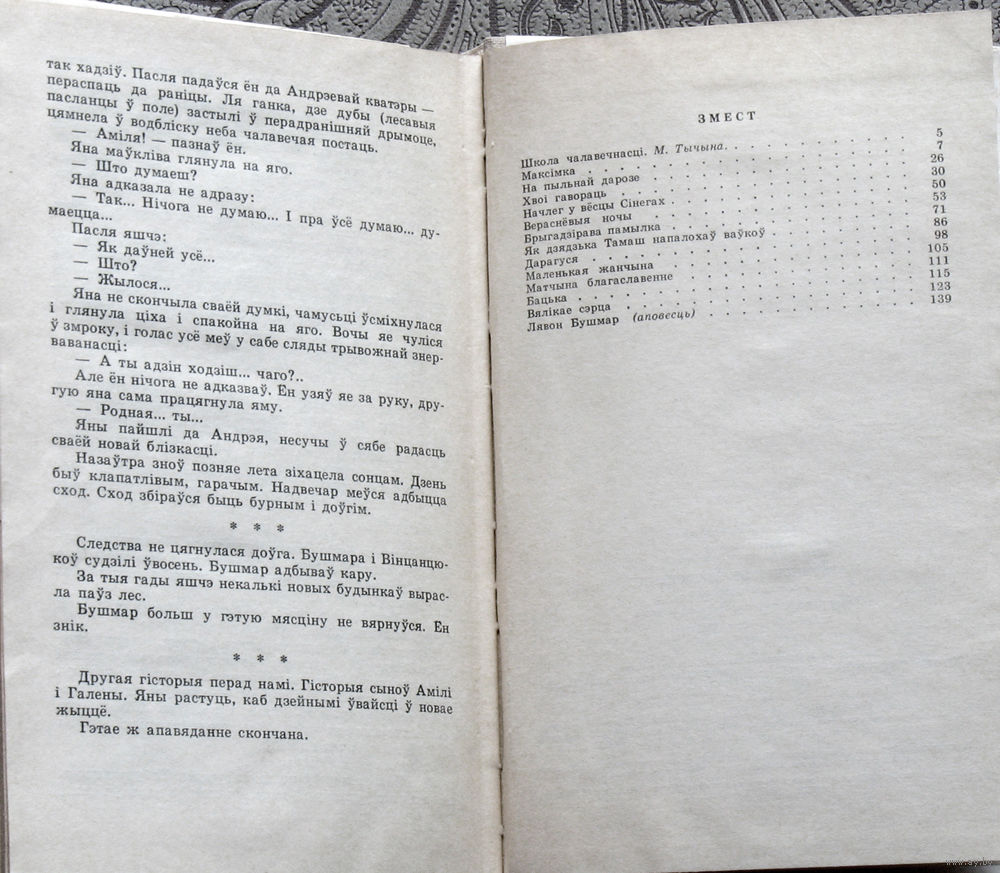 так хадзіў. Пасля падаўся ён да Андрэевай кватэры —
пераспаць да раніцы. Ля ганка, дзе дубы (лесавыя
пасланцы ў поле) застылі ў перадранішняй дрымоце,
цямнела ў водбліску неба чалавечая постаць.
— Аміля! — пазнаў ён.
Яна маўкліва глянула на яго.
— Што думаеш?
Яна адказала не адразу:
— Так... Нічога не думаю... І пра ўсё думаю... ду-
маецца...
Пасля яшчэ:
— Як даўней усё...
— Што?
— Жылося...
Яна не скончыла сваёй думкі, чамусьці ўсміхнулася
і глянула ціха і спакойна на яго. Вочы яе чуліся
ў змроку, і голас усё меў у сабе сляды трывожнай знер-
ваванасці:
— А ты адзін ходзіш... чаго?..
Але ён нічога не адказваў. Ён узяў яе за руку, дру-
гую яна сама працягнула яму.
— Родная... ты...
Яны пайшлі да Андрэя, несучы ў сябе радасць
сваёй новай блізкасці.
Назаўтра зноў позняе лета зіхацела сонцам. Дзень
быў клапатлівым, гарачым. Надвечар меўся адбыцца
сход. Сход збіраўся быць бурным і доўгім.
* * *
Следства не цягнулася доўга. Бушмара і Вінцанцю-
коў судзілі ўвосень. Бушмар адбываў кару.
За тыя гады яшчэ некалькі новых будынкаў вырас-
ла паўз лес.
Бушмар больш у гэтую мясціну не вярнуўся. Ён
знік.
* * *
Другая гісторыя перад намі. Гісторыя сыноў Амілі
і Галены. Яны растуць, каб дзейнымі ўвайсці ў новае
жыццё.
Гэтае ж апавяданне скончана.
ЗМЕСТ
Школа чалавечнасці. М. Тычына. 5
Максімка 7
На пыльнай дарозе 26
Хвоі гавораць 30
Начлег у вёсцы Сінегах 50
Вераснёвыя ночы 53
Брыгадзірава памылка 71
Як дзядзька Тамаш напалохаў ваўкоў 86
Дарагуся 98
Маленькая жанчына 105
Матчына благаславенне 111
Бацька 115
Вялікае сэрца 123
Лявон Бушмар (аповесць) 139
www.ay.by